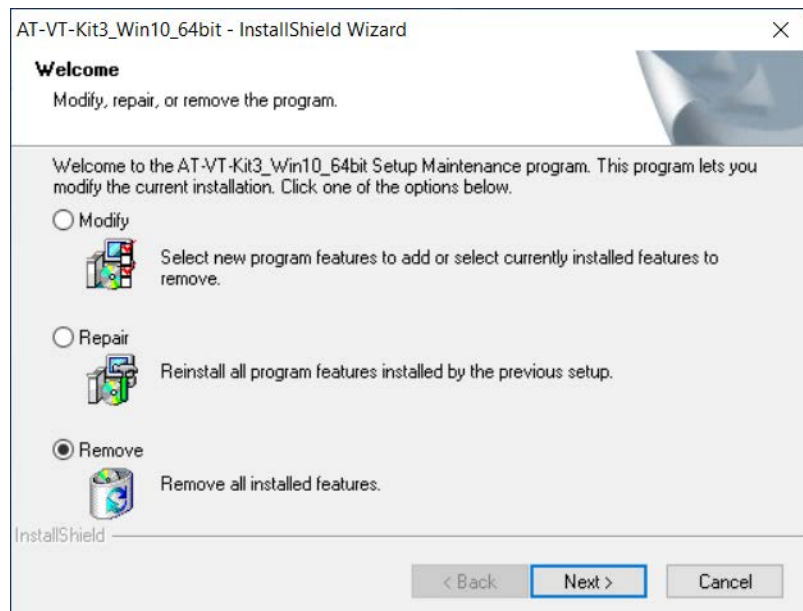 AT-VT-Kit3_Win10_64bit - InstallShield Wizard
Welcome
Modify, repair, or remove the program.
Welcome to the AT-VT-Kit3_Win10_64bit Setup Maintenance program. This program lets you
modify the current installation. Click one of the options below.
Modify
Select new program features to add or select currently installed features to
remove.
Repair
Reinstall all program features installed by the previous setup.
Remove
Remove all installed features.
InstallShield
< Back Next > Cancel